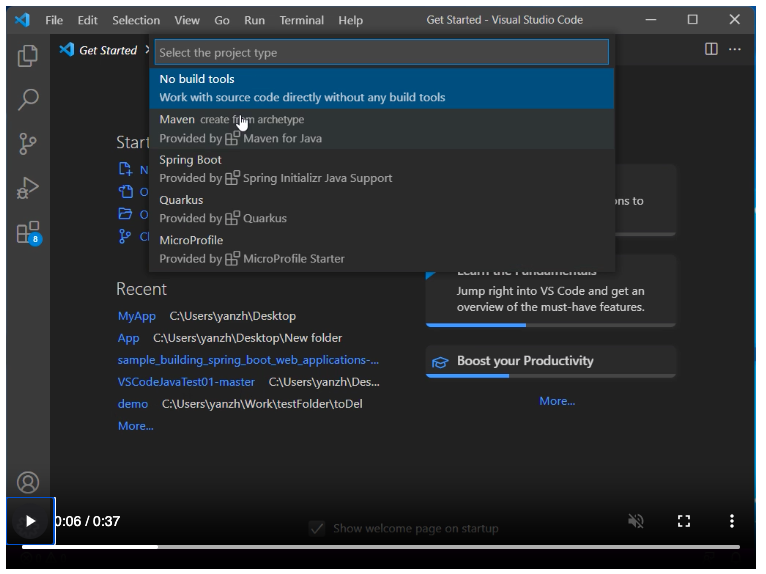 File Edit Selection View Go Run Terminal Help Get Started - Visual Studio Code
Get Started
Select the project type
No build tools
Work with source code directly without any build tools
Maven create from archetype
Provided by Maven for Java
Spring Boot
Provided by Spring Initializr Java Support
Quarkus
Provided by Quarkus
MicroProfile
Provided by MicroProfile Starter
Start
N
O
O
Cl
ns to
8
Learn the Fundamentals
Jump right into VS Code and get an
overview of the must-have features.
Boost your Productivity
More...
Recent
MyApp C:\Users\yanzh\Desktop
App C:\Users\yanzh\Desktop\New folder
sample_building_spring_boot_web_applications-...
VSCodeJavaTest01-master C:\Users\yanzh\Des...
demo C:\Users\yanzh\Work\testFolder\toDel
More...
0:06 / 0:37
Show welcome page on startup